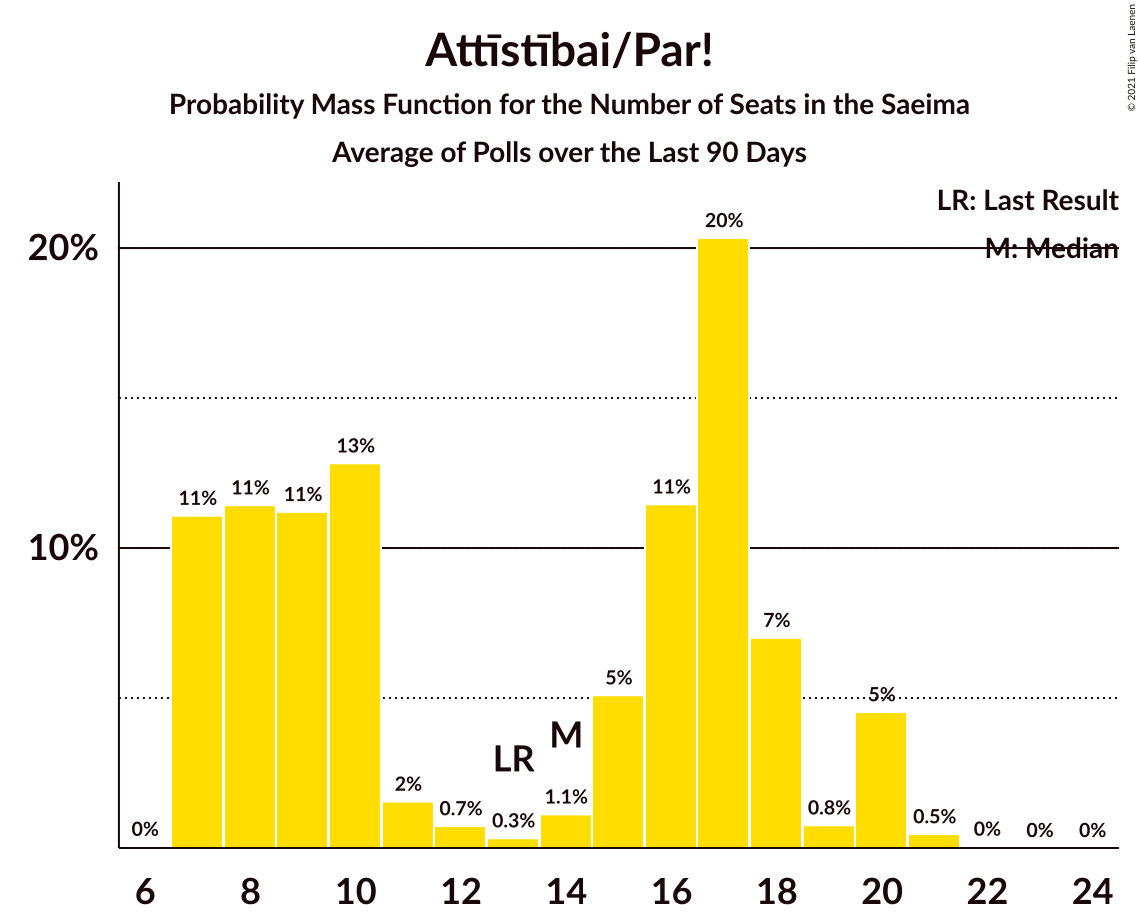 Attīstībai/Par!
Probability Mass Function for the Number of Seats in the Saeima
Average of Polls over the Last 90 Days
© 2021 Filip van Laenen
LR: Last Result
M: Median
20%
10%
0%
11%
11%
11%
13%
2%
0.7%
0.3%
LR
1.1%
M
5%
11%
20%
7%
0.8%
5%
0.5%
0%
0%
0%
6 8 10 12 14 16 18 20 22 24